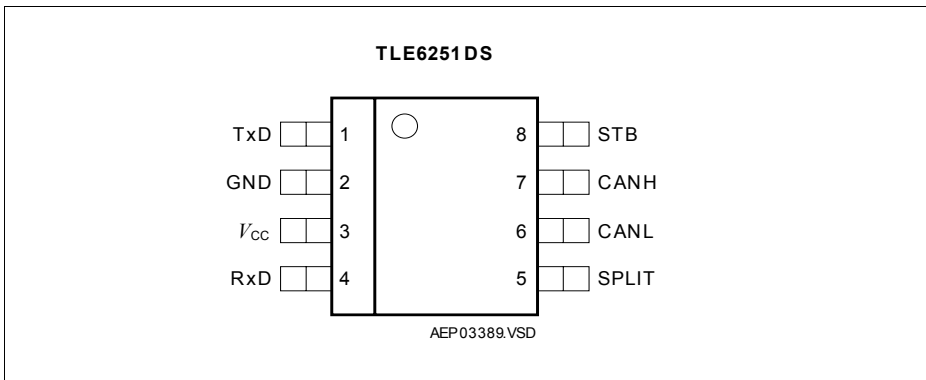 TLE6251DS
TxD 1 8 STB
GND 2 7 CANH
VCC 3 6 CANL
RxD 4 5 SPLIT
AEP03389.VSD